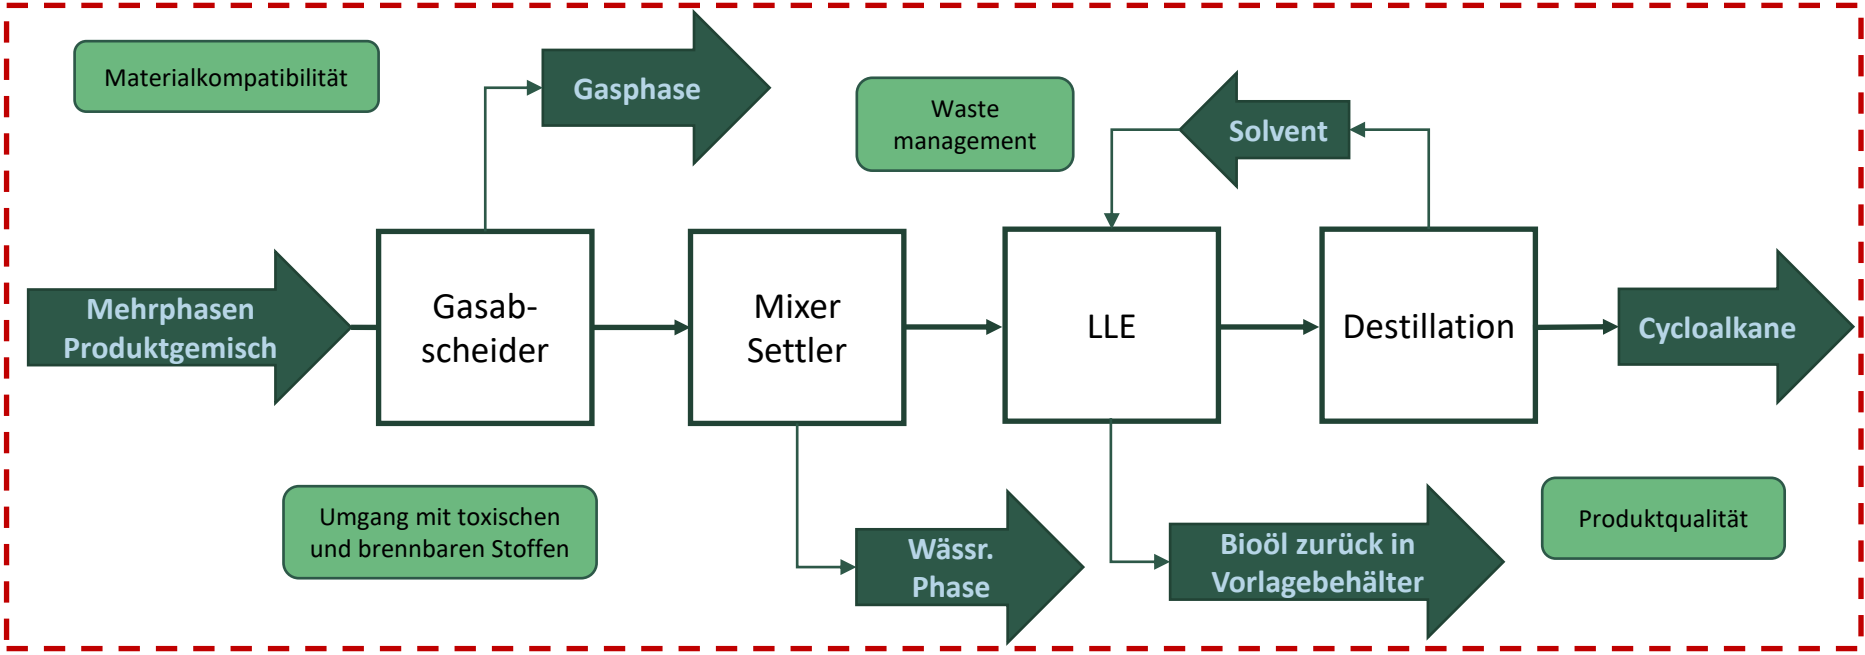 Materialkompatibilität
Gasphase
Waste
management
Solvent
Mehrphasen
Produktgemisch
Gasab-
scheider
Mixer
Settler
LLE
Destillation
Cycloalkane
Umgang mit toxischen
und brennbaren Stoffen
Wässr.
Phase
Bioöl zurück in
Vorlagebehälter
Produktqualität